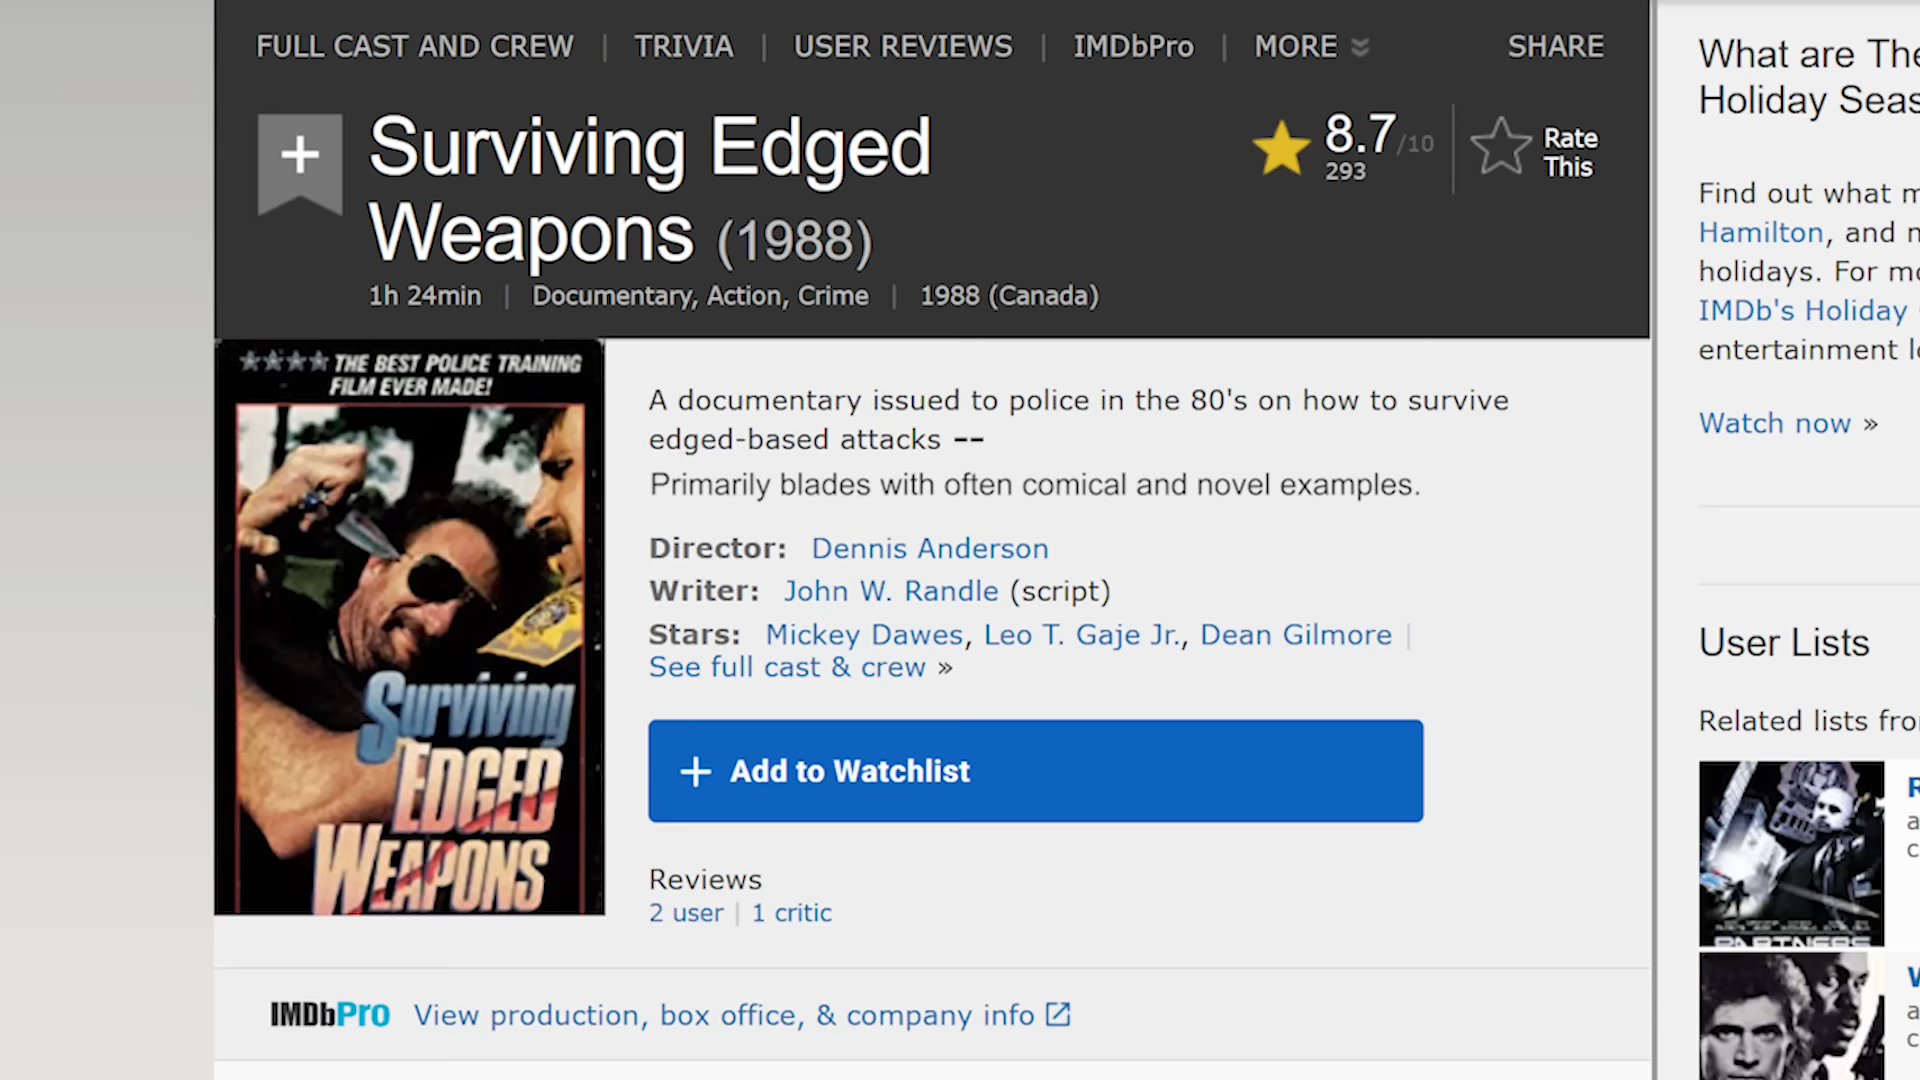 FULL CAST AND CREW | TRIVIA | USER REVIEWS | IMDbPro | MORE SHARE
+ Surviving Edged
Weapons (1988)
8.7/10
293
Rate
This
1h 24min | Documentary, Action, Crime | 1988 (Canada)
THE BEST POLICE TRAINING
FILM EVER MADE!
Surviving
EDGED
WEAPONS
A documentary issued to police in the 80's on how to survive
edged-based attacks --
Primarily blades with often comical and novel examples.
Director: Dennis Anderson
Writer: John W. Randle (script)
Stars: Mickey Dawes, Leo T. Gaje Jr., Dean Gilmore |
See full cast & crew »
+ Add to Watchlist
Reviews
2 user | 1 critic
IMDbPro View production, box office, & company info
What are The
Holiday Seas
Find out what m
Hamilton, and m
holidays. For mo
IMDb's Holiday
entertainment lo
Watch now »
User Lists
Related lists fro
PARTNERS